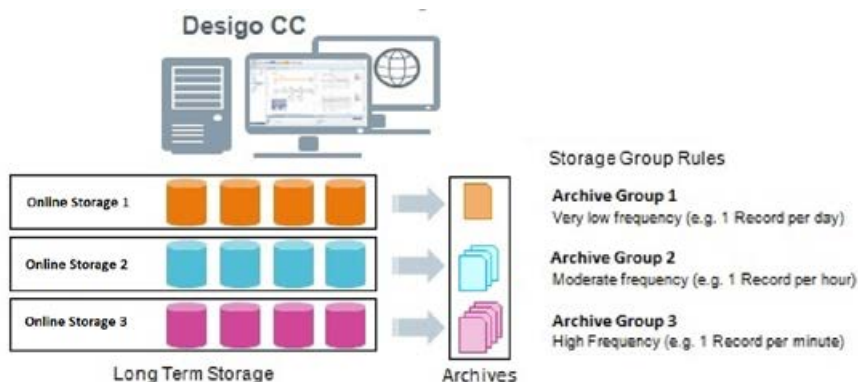 Desigo CC
Storage Group Rules
Online Storage 1
Archive Group 1
Very low frequency (e.g. 1 Record per day)
Online Storage 2
Archive Group 2
Moderate frequency (e.g. 1 Record per hour)
Online Storage 3
Archive Group 3
High Frequency (e.g. 1 Record per minute)
Long Term Storage
Archives